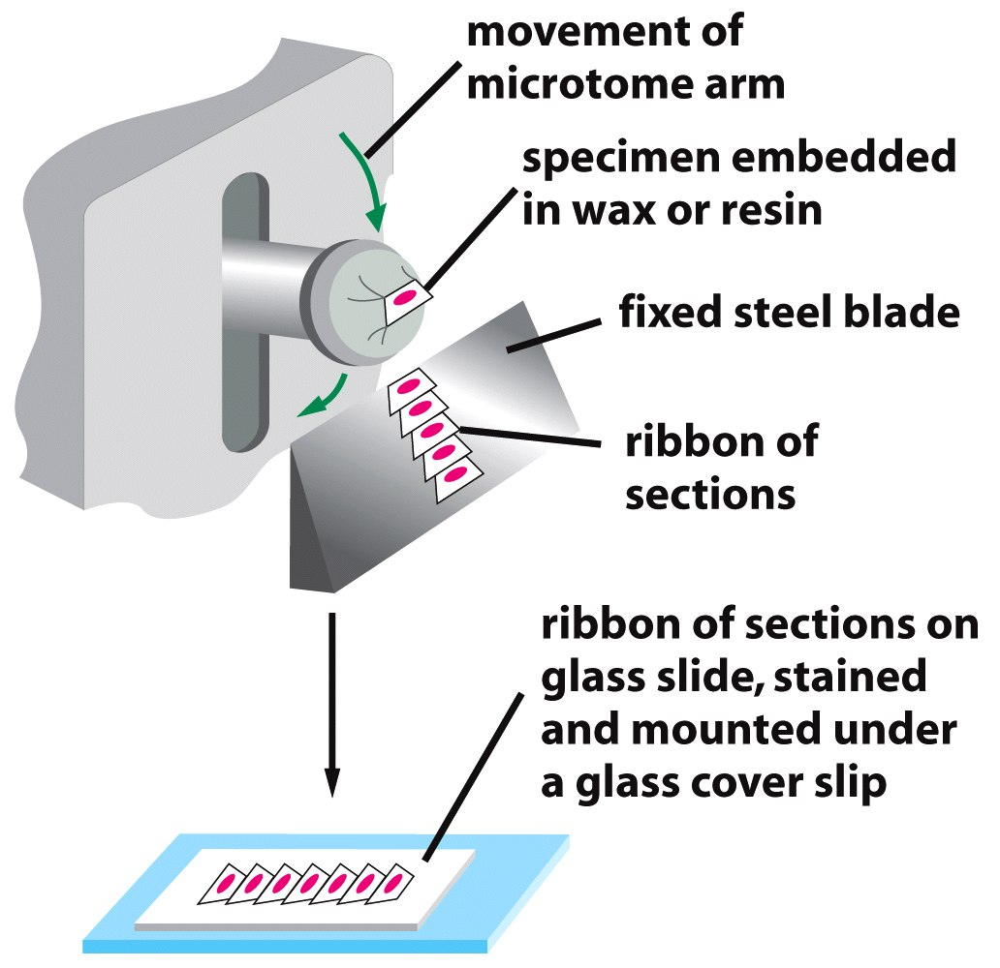 movement of
microtome arm
specimen embedded
in wax or resin
fixed steel blade
ribbon of
sections
ribbon of sections on
glass slide, stained
and mounted under
a glass cover slip